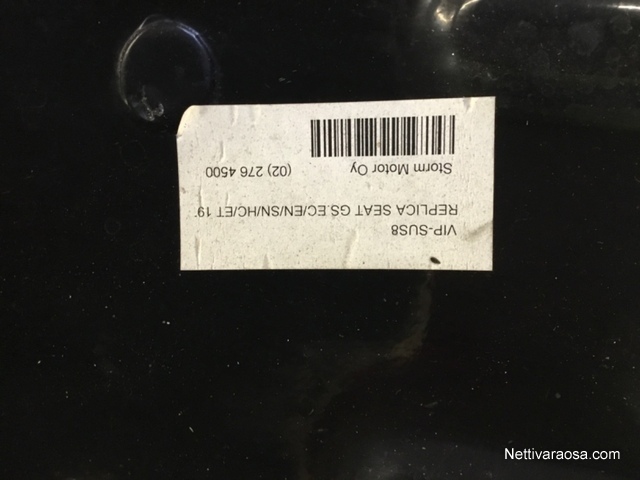 VIP-SUS8
REPLICA SEAT GS.EC/EN/SN/HC/ET 19'
Storm Motor Oy (02) 276 4500
Nettivaraosa.com